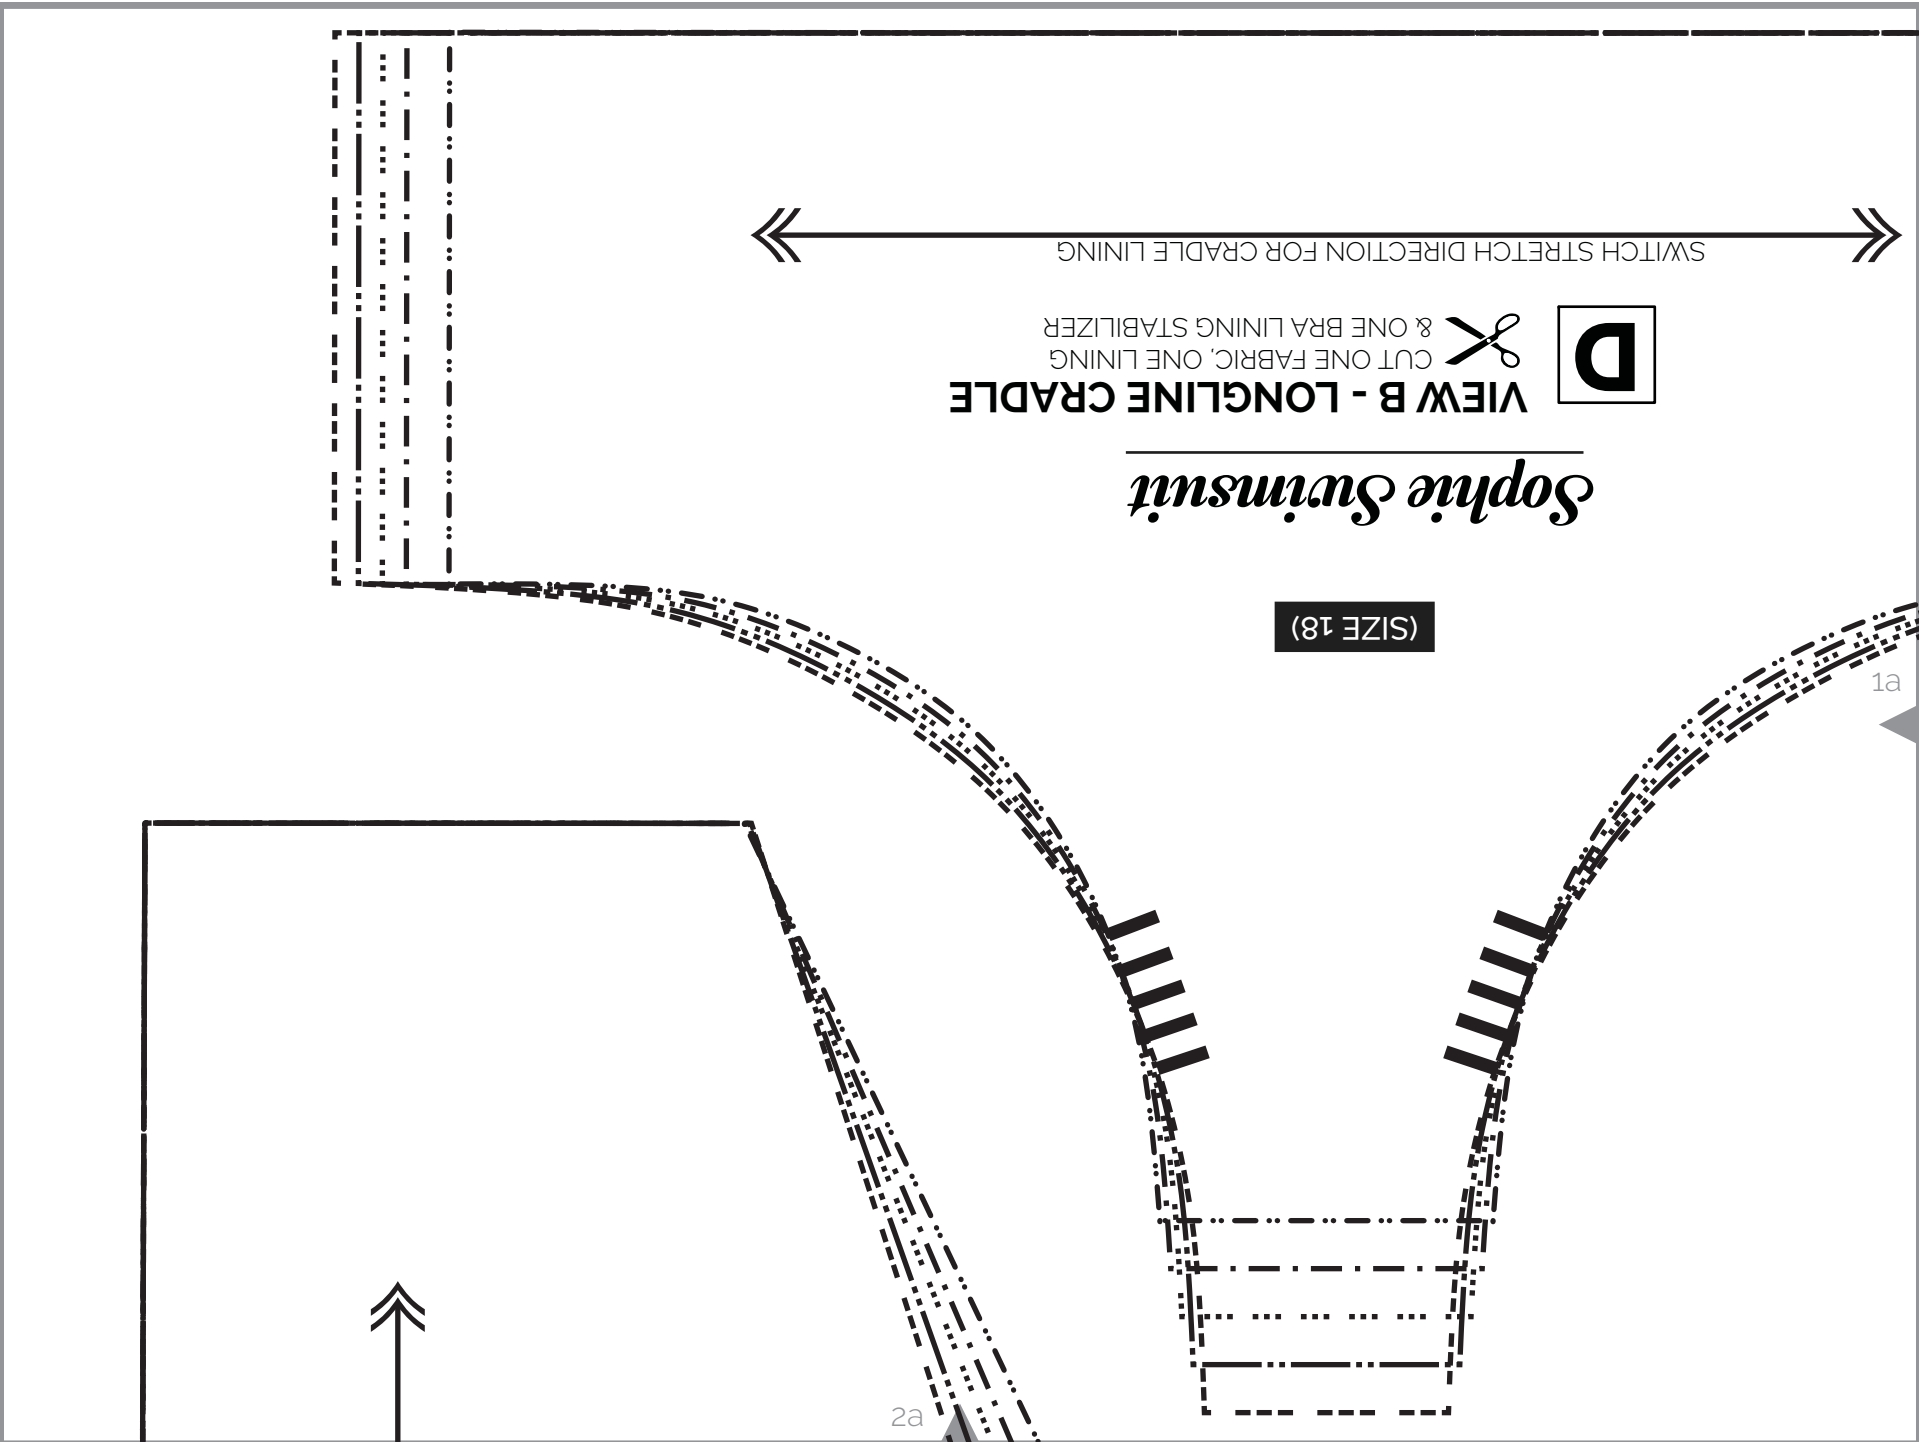 (SIZE 18)
Sophie Swimsuit
D
VIEW B - LONGLINE CRADLE
CUT ONE FABRIC, ONE LINING
& ONE BRA LINING STABILIZER
SWITCH STRETCH DIRECTION FOR CRADLE LINING
1a
2a